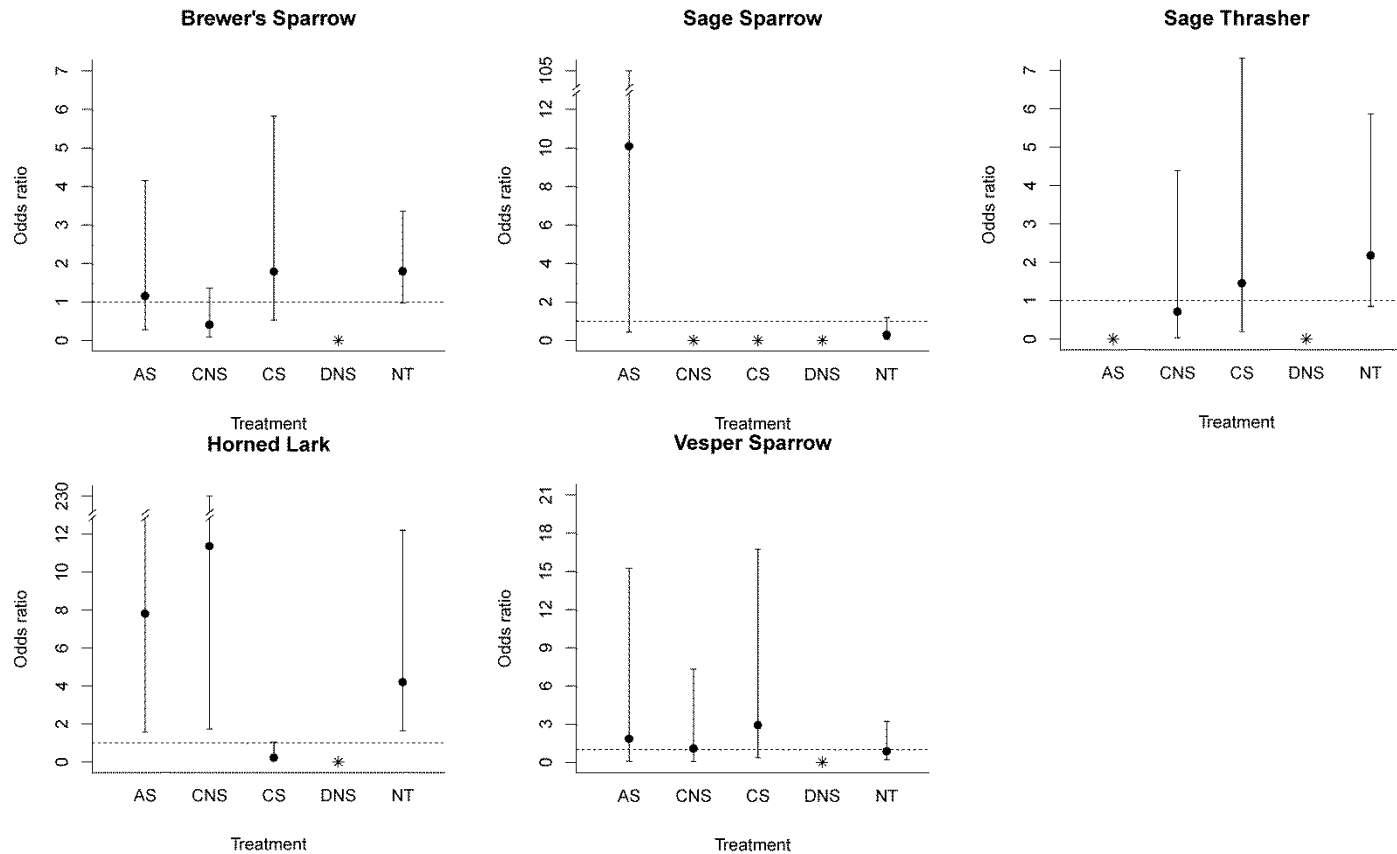 Brewer's Sparrow
Odds ratio
7
6
5
4
3
2
1
0
AS CNS CS DNS NT
Treatment
Sage Sparrow
Odds ratio
105
12
10
8
6
4
2
0
AS CNS CS DNS NT
Treatment
Sage Thrasher
Odds ratio
7
6
5
4
3
2
1
0
AS CNS CS DNS NT
Treatment
Horned Lark
Odds ratio
230
12
10
8
6
4
2
0
AS CNS CS DNS NT
Treatment
Vesper Sparrow
Odds ratio
21
18
15
12
9
6
3
0
AS CNS CS DNS NT
Treatment